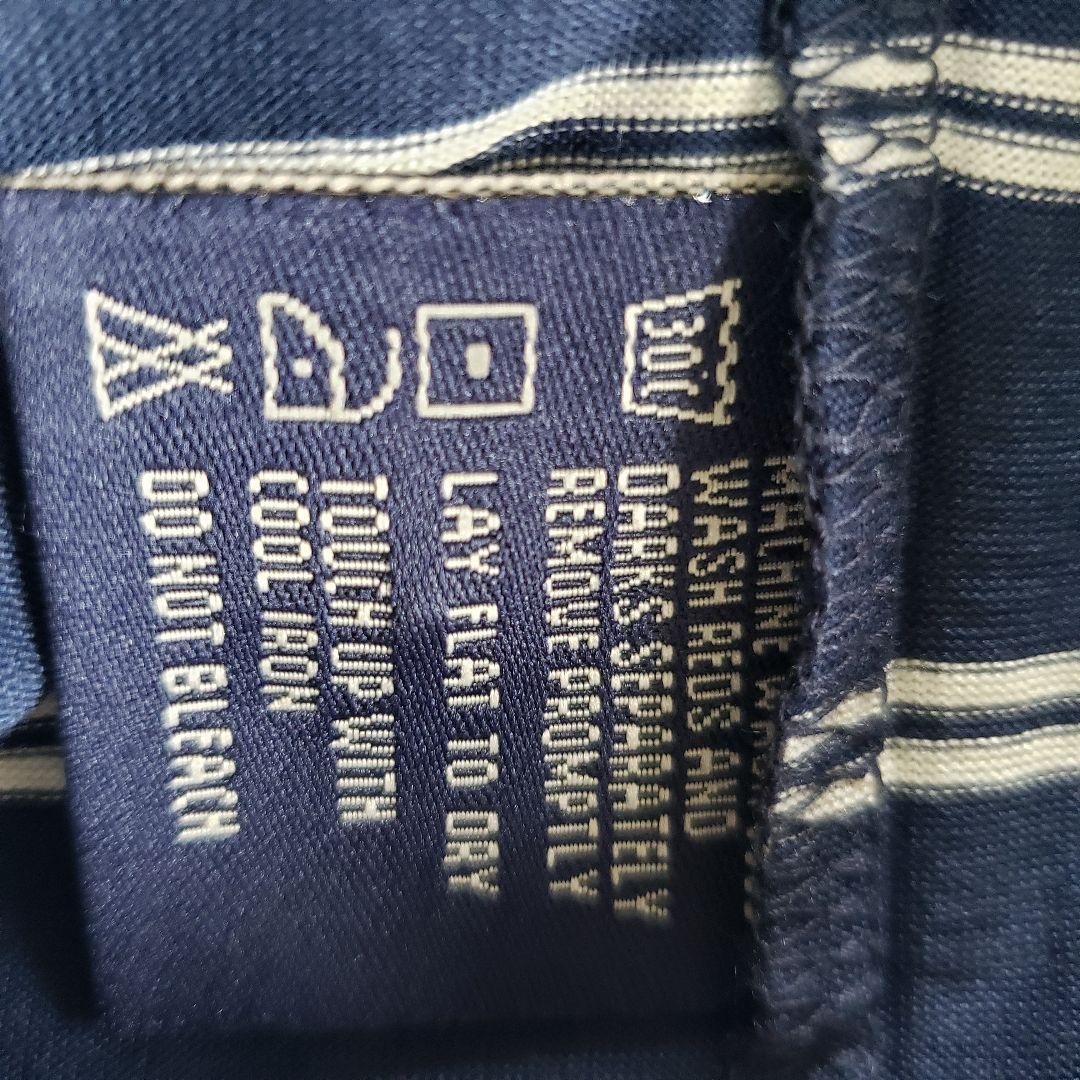 30C
MACHINE
WASH REDS AND
DARKS SEPARATELY
REMOVE PROMPTLY
LAY FLAT TO DRY
TOUCH UP WITH
COOL IRON
DO NOT BLEACH